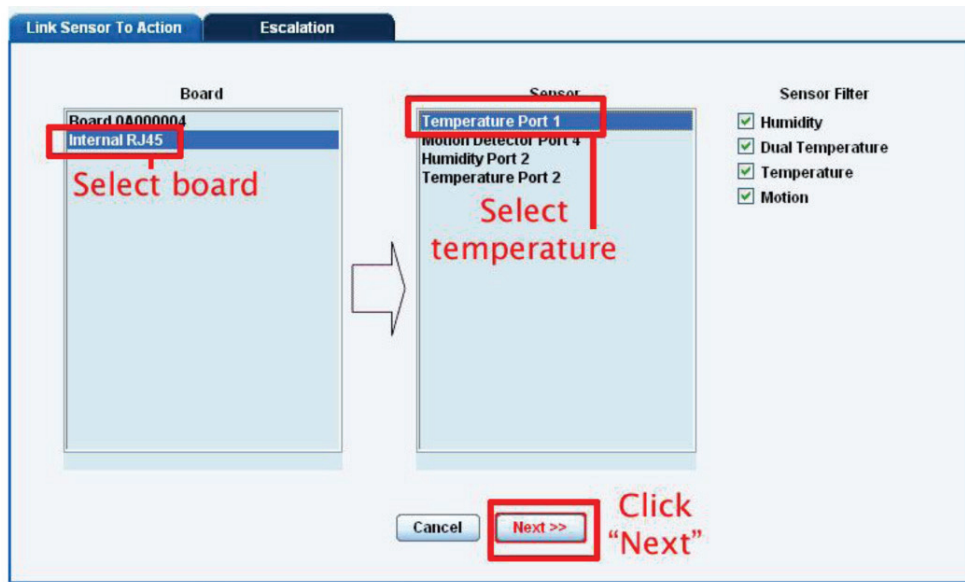 Link Sensor To Action
Escalation
Board
Board 0A000004
Internal RJ45
Select board
Sensor
Temperature Port 1
Motion Detector Port 4
Humidity Port 2
Temperature Port 2
Select
temperature
Sensor Filter
Humidity
Dual Temperature
Temperature
Motion
Cancel
Next >>
Click
“Next”